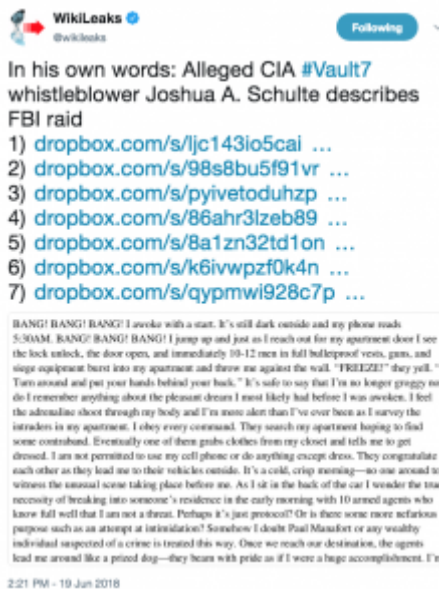 WikiLeaks
@wikileaks
Following
In his own words: Alleged CIA #Vault7
whistleblower Joshua A. Schulte describes
FBI raid
1) dropbox.com/s/ljc143io5cai ...
2) dropbox.com/s/98s8bu5f91vr ...
3) dropbox.com/s/pyivetoduhzp ...
4) dropbox.com/s/86ahr3lzeb89 ...
5) dropbox.com/s/8a1zn32td1on ...
6) dropbox.com/s/k6ivwpzf0k4n ...
7) dropbox.com/s/qypmwi928c7p ...
BANG! BANG! BANG! I awoke with a start. It's still dark outside and my phone reads
5:30AM. BANG! BANG! BANG! I jump up and just as I reach out for my apartment door I see
the lock unlock, the door open, and immediately 10-12 men in full bulletproof vests, guns, and
siege equipment burst into my apartment and throw me against the wall. "FREEZE!" they yell. "
Turn around and put your hands behind your back." It's safe to say that I'm no longer groggy no
do I remember anything about the pleasant dream I most likely had before I was awoken. I feel
the adrenaline shoot through my body and I'm more alert than I've ever been as I survey the
intruders in my apartment. I obey every command. They search my apartment hoping to find
some contraband. Eventually one of them grabs clothes from my closet and tells me to get
dressed. I am not permitted to use my cell phone or do anything except dress. They congratulate
each other as they lead me to their vehicles outside. It's a cold, crisp morning—no one around to
witness the unusual scene taking place before me. As I sit in the back of the car I wonder the true
necessity of breaking into someone's residence in the early morning with 10 armed agents who
know full well that I am not a threat. Perhaps it's just protocol? Or is there some more nefarious
purpose such as an attempt at intimidation? Somehow I doubt Paul Manafort or any wealthy
individual suspected of a crime is treated this way. Once we reach our destination, the agents
lead me around like a prized dog—they beam with pride as if I were a huge accomplishment. I'm
2:21 PM - 19 Jun 2018